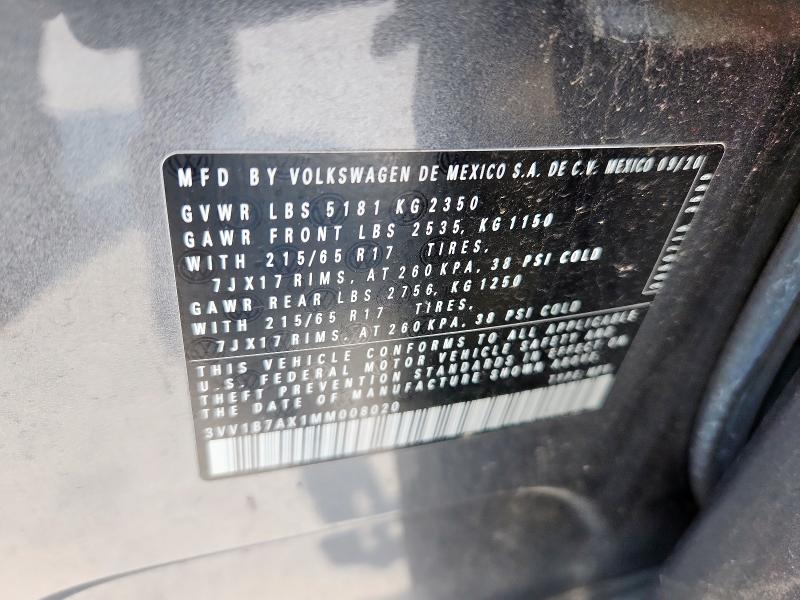 MFD BY VOLKSWAGEN DE MEXICO S.A. DE C.V. MEXICO 09/20
GVWR LBS 5181 KG 2350
GAWR FRONT LBS 2535, KG 1150
WITH 215/65 R17 TIRES,
7JX17 RIMS, AT 260 KPA, 38 PSI COLD
GAWR REAR LBS 2756, KG 1250
WITH 215/65 R17 TIRES,
7JX17 RIMS, AT 260 KPA, 38 PSI COLD
THIS VEHICLE CONFORMS TO ALL APPLICABLE
U.S. FEDERAL MOTOR VEHICLE SAFETY AND
THEFT PREVENTION STANDARDS IN EFFECT ON
THE DATE OF MANUFACTURE SHOWN ABOVE.
3VV1B7AX1MM008020